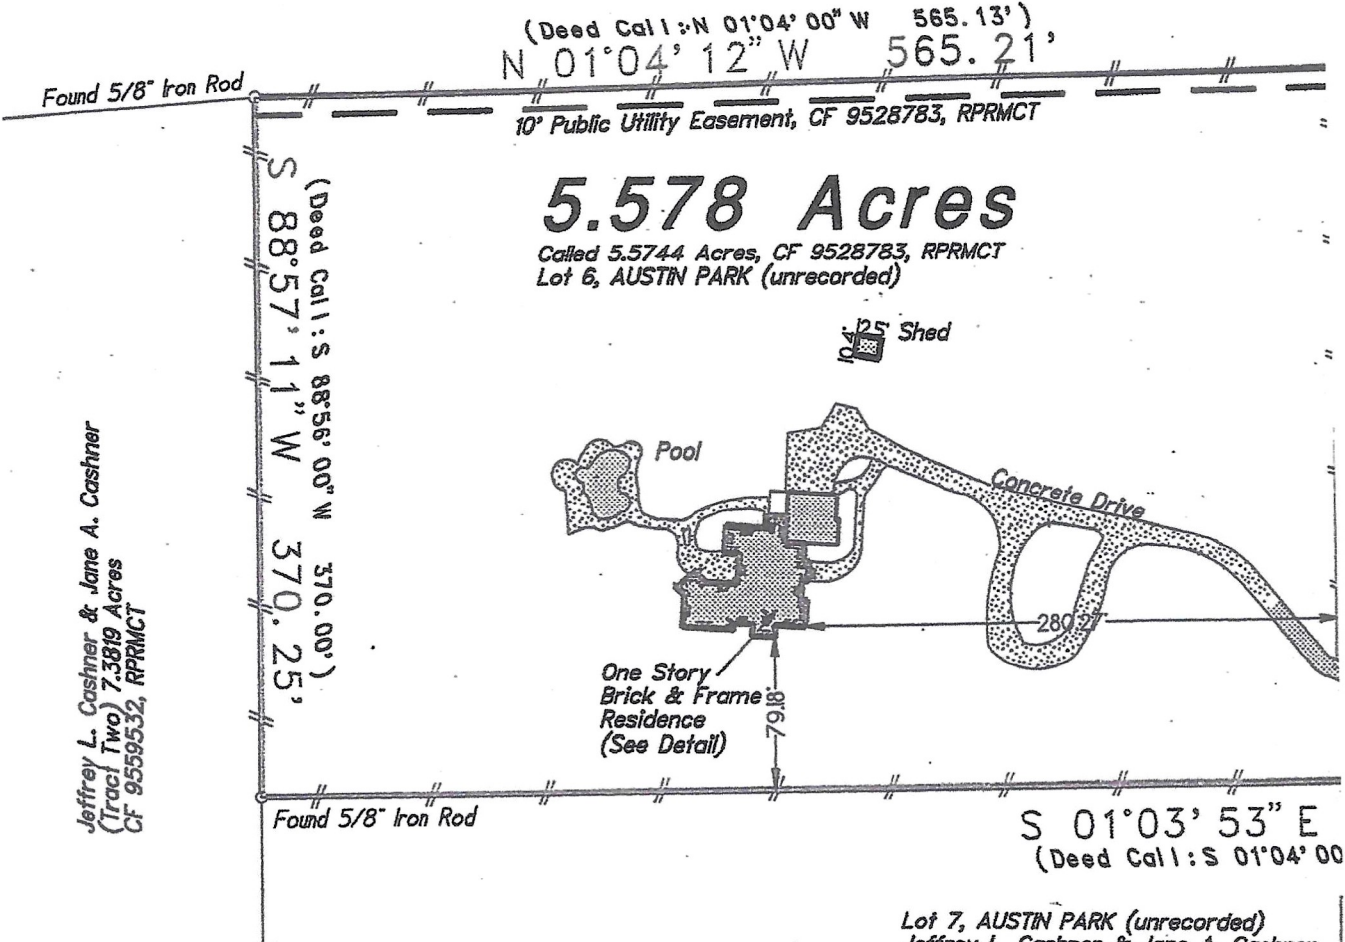 (Deed Call:N 01°04' 00" W 565.13')
N 01°04' 12" W 565.21'
Found 5/8" Iron Rod
10' Public Utility Easement, CF 9528783, RPRMCT
5.578 Acres
Called 5.5744 Acres, CF 9528783, RPRMCT
Lot 6, AUSTIN PARK (unrecorded)
12.5' Shed
10.4'
(Deed Call: S 88°56' 00" W 370.00')
S 88°57' 11" W 370.25'
Pool
Concrete Drive
280.27'
One Story
Brick & Frame
Residence
(See Detail)
79.18'
Jeffrey L. Cashner & Jane A. Cashner
(Tract Two) 7.3819 Acres
CF 9559532, RPRMCT
Found 5/8" Iron Rod
S 01°03' 53" E
(Deed Call:S 01°04' 00
Lot 7, AUSTIN PARK (unrecorded)
Jeffrey L. Cashner & Jane A. Cashner